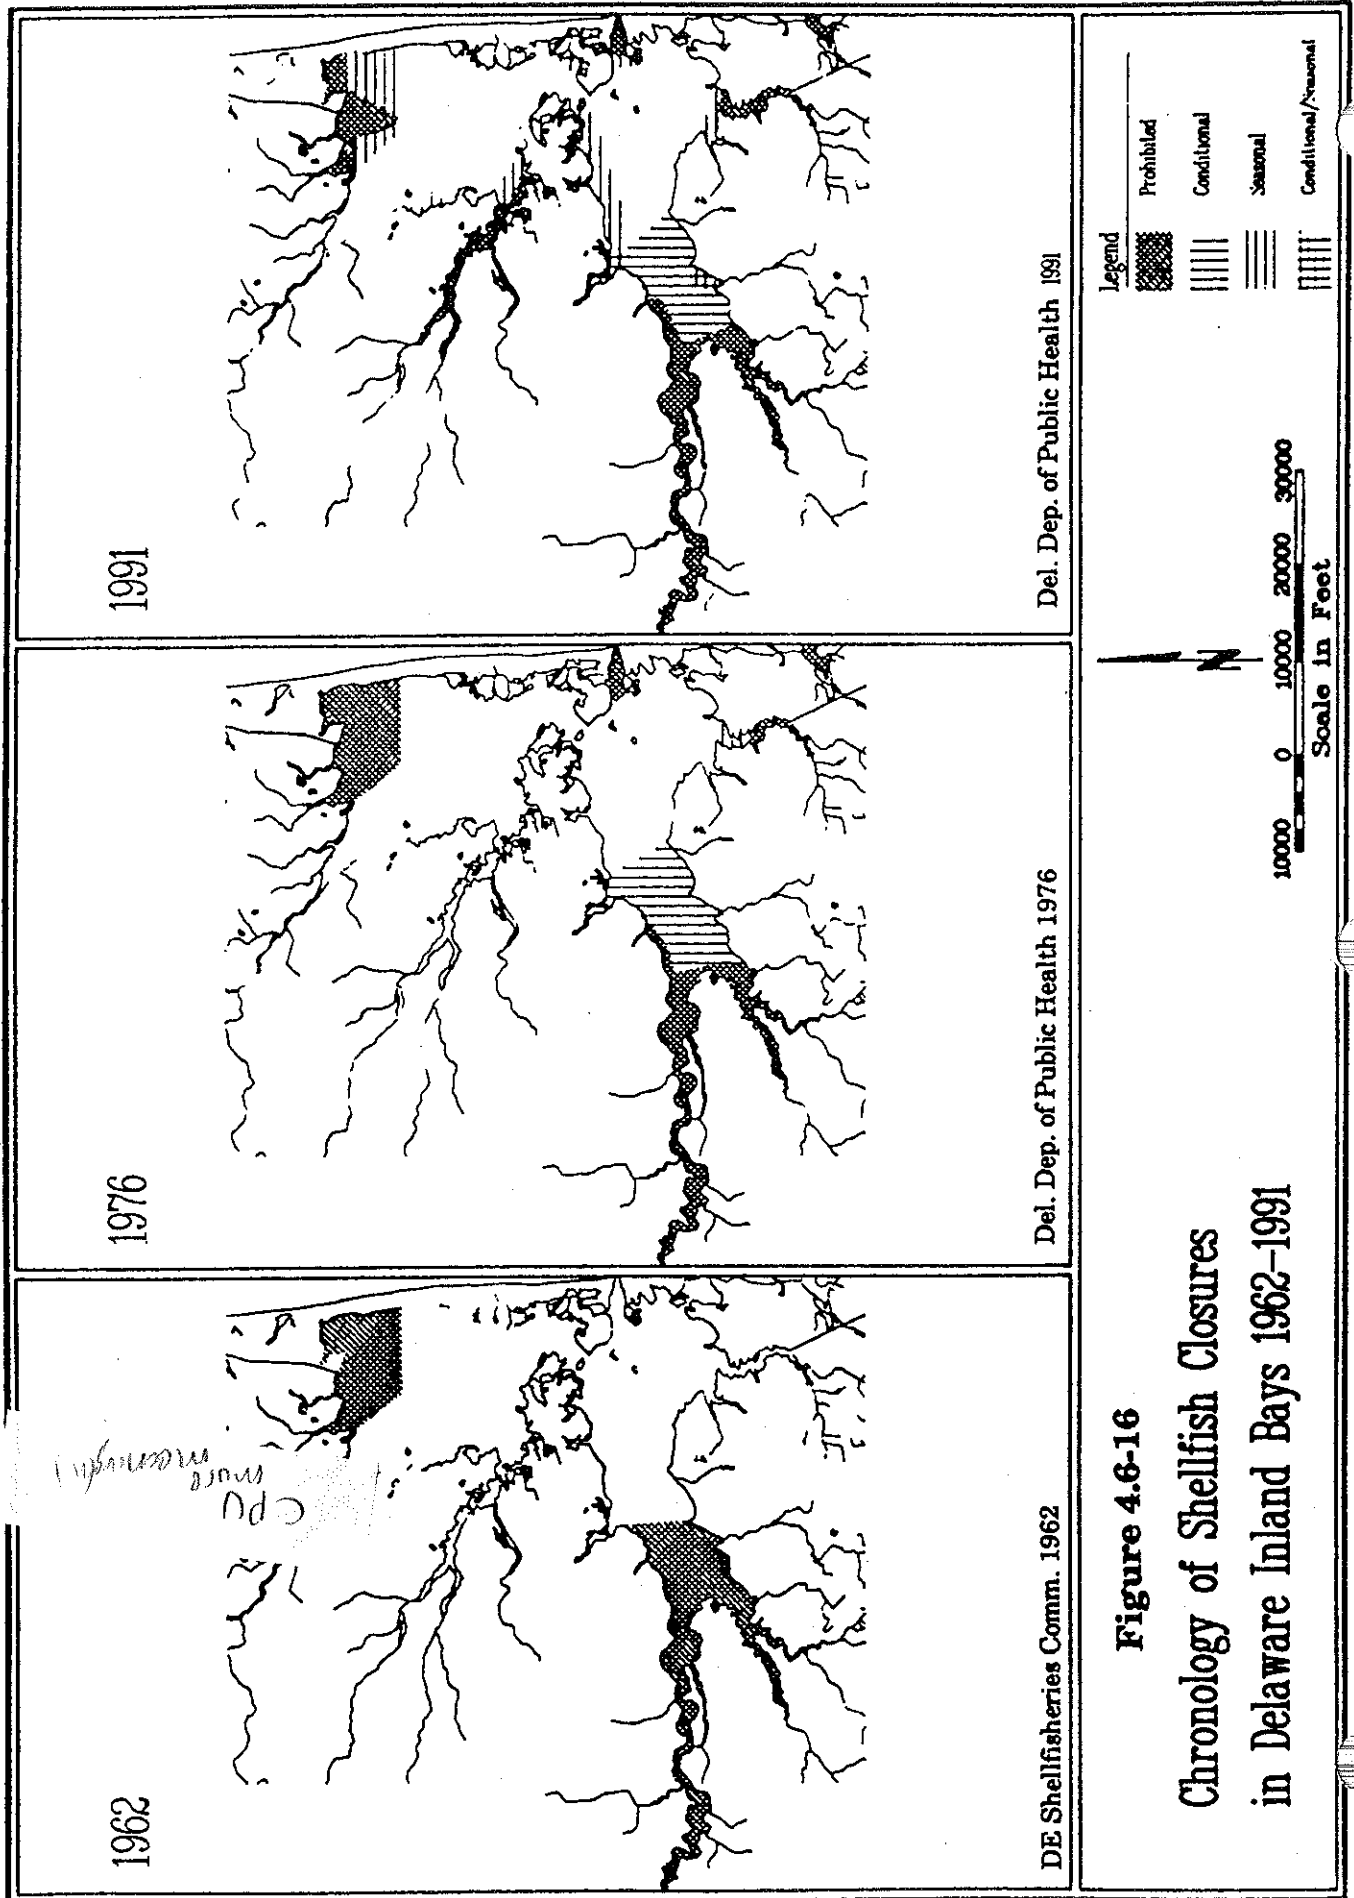 1962
1976
1991
CPU
more
DE Shellfisheries Comm. 1962
Del. Dep. of Public Health 1976
Del. Dep. of Public Health 1991
Figure 4.6-16
Chronology of Shellfish Closures
in Delaware Inland Bays 1962-1991
N
10000 0 10000 20000 30000
Scale in Feet
Legend
Prohibited
Conditional
Seasonal
Conditional/Seasonal